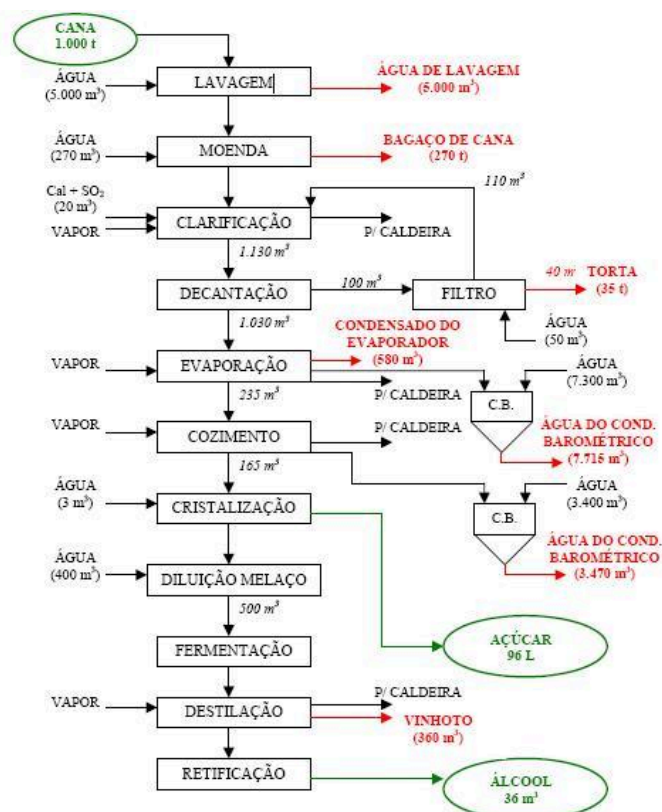 CANA
1.000 t
ÁGUA
(5.000 m³)
LAVAGEM
ÁGUA DE LAVAGEM
(5.000 m³)
ÁGUA
(270 m³)
MOENDA
BAGAÇO DE CANA
(270 t)
110 m³
Cal + SO₂
(20 m³)
VAPOR
CLARIFICAÇÃO
P/ CALDEIRA
1.130 m³
DECANTAÇÃO
100 m³
FILTRO
40 m TORTA
(35 t)
1.030 m³
ÁGUA
(50 m³)
CONDENSADO DO
EVAPORADOR
(580 m³)
VAPOR
EVAPORAÇÃO
P/ CALDEIRA
ÁGUA
(7.300 m³)
235 m³
C.B.
VAPOR
COZIMENTO
P/ CALDEIRA
ÁGUA DO COND.
BAROMÉTRICO
(7.715 m³)
165 m³
ÁGUA
(3 m³)
CRISTALIZAÇÃO
ÁGUA
(3.400 m³)
C.B.
ÁGUA DO COND.
BAROMÉTRICO
(3.470 m³)
ÁGUA
(400 m³)
DILUIÇÃO MELAÇO
500 m³
FERMENTAÇÃO
AÇÚCAR
96 L
VAPOR
DESTILAÇÃO
P/ CALDEIRA
VINHOTO
(360 m³)
RETIFICAÇÃO
ÁLCOOL
36 m³